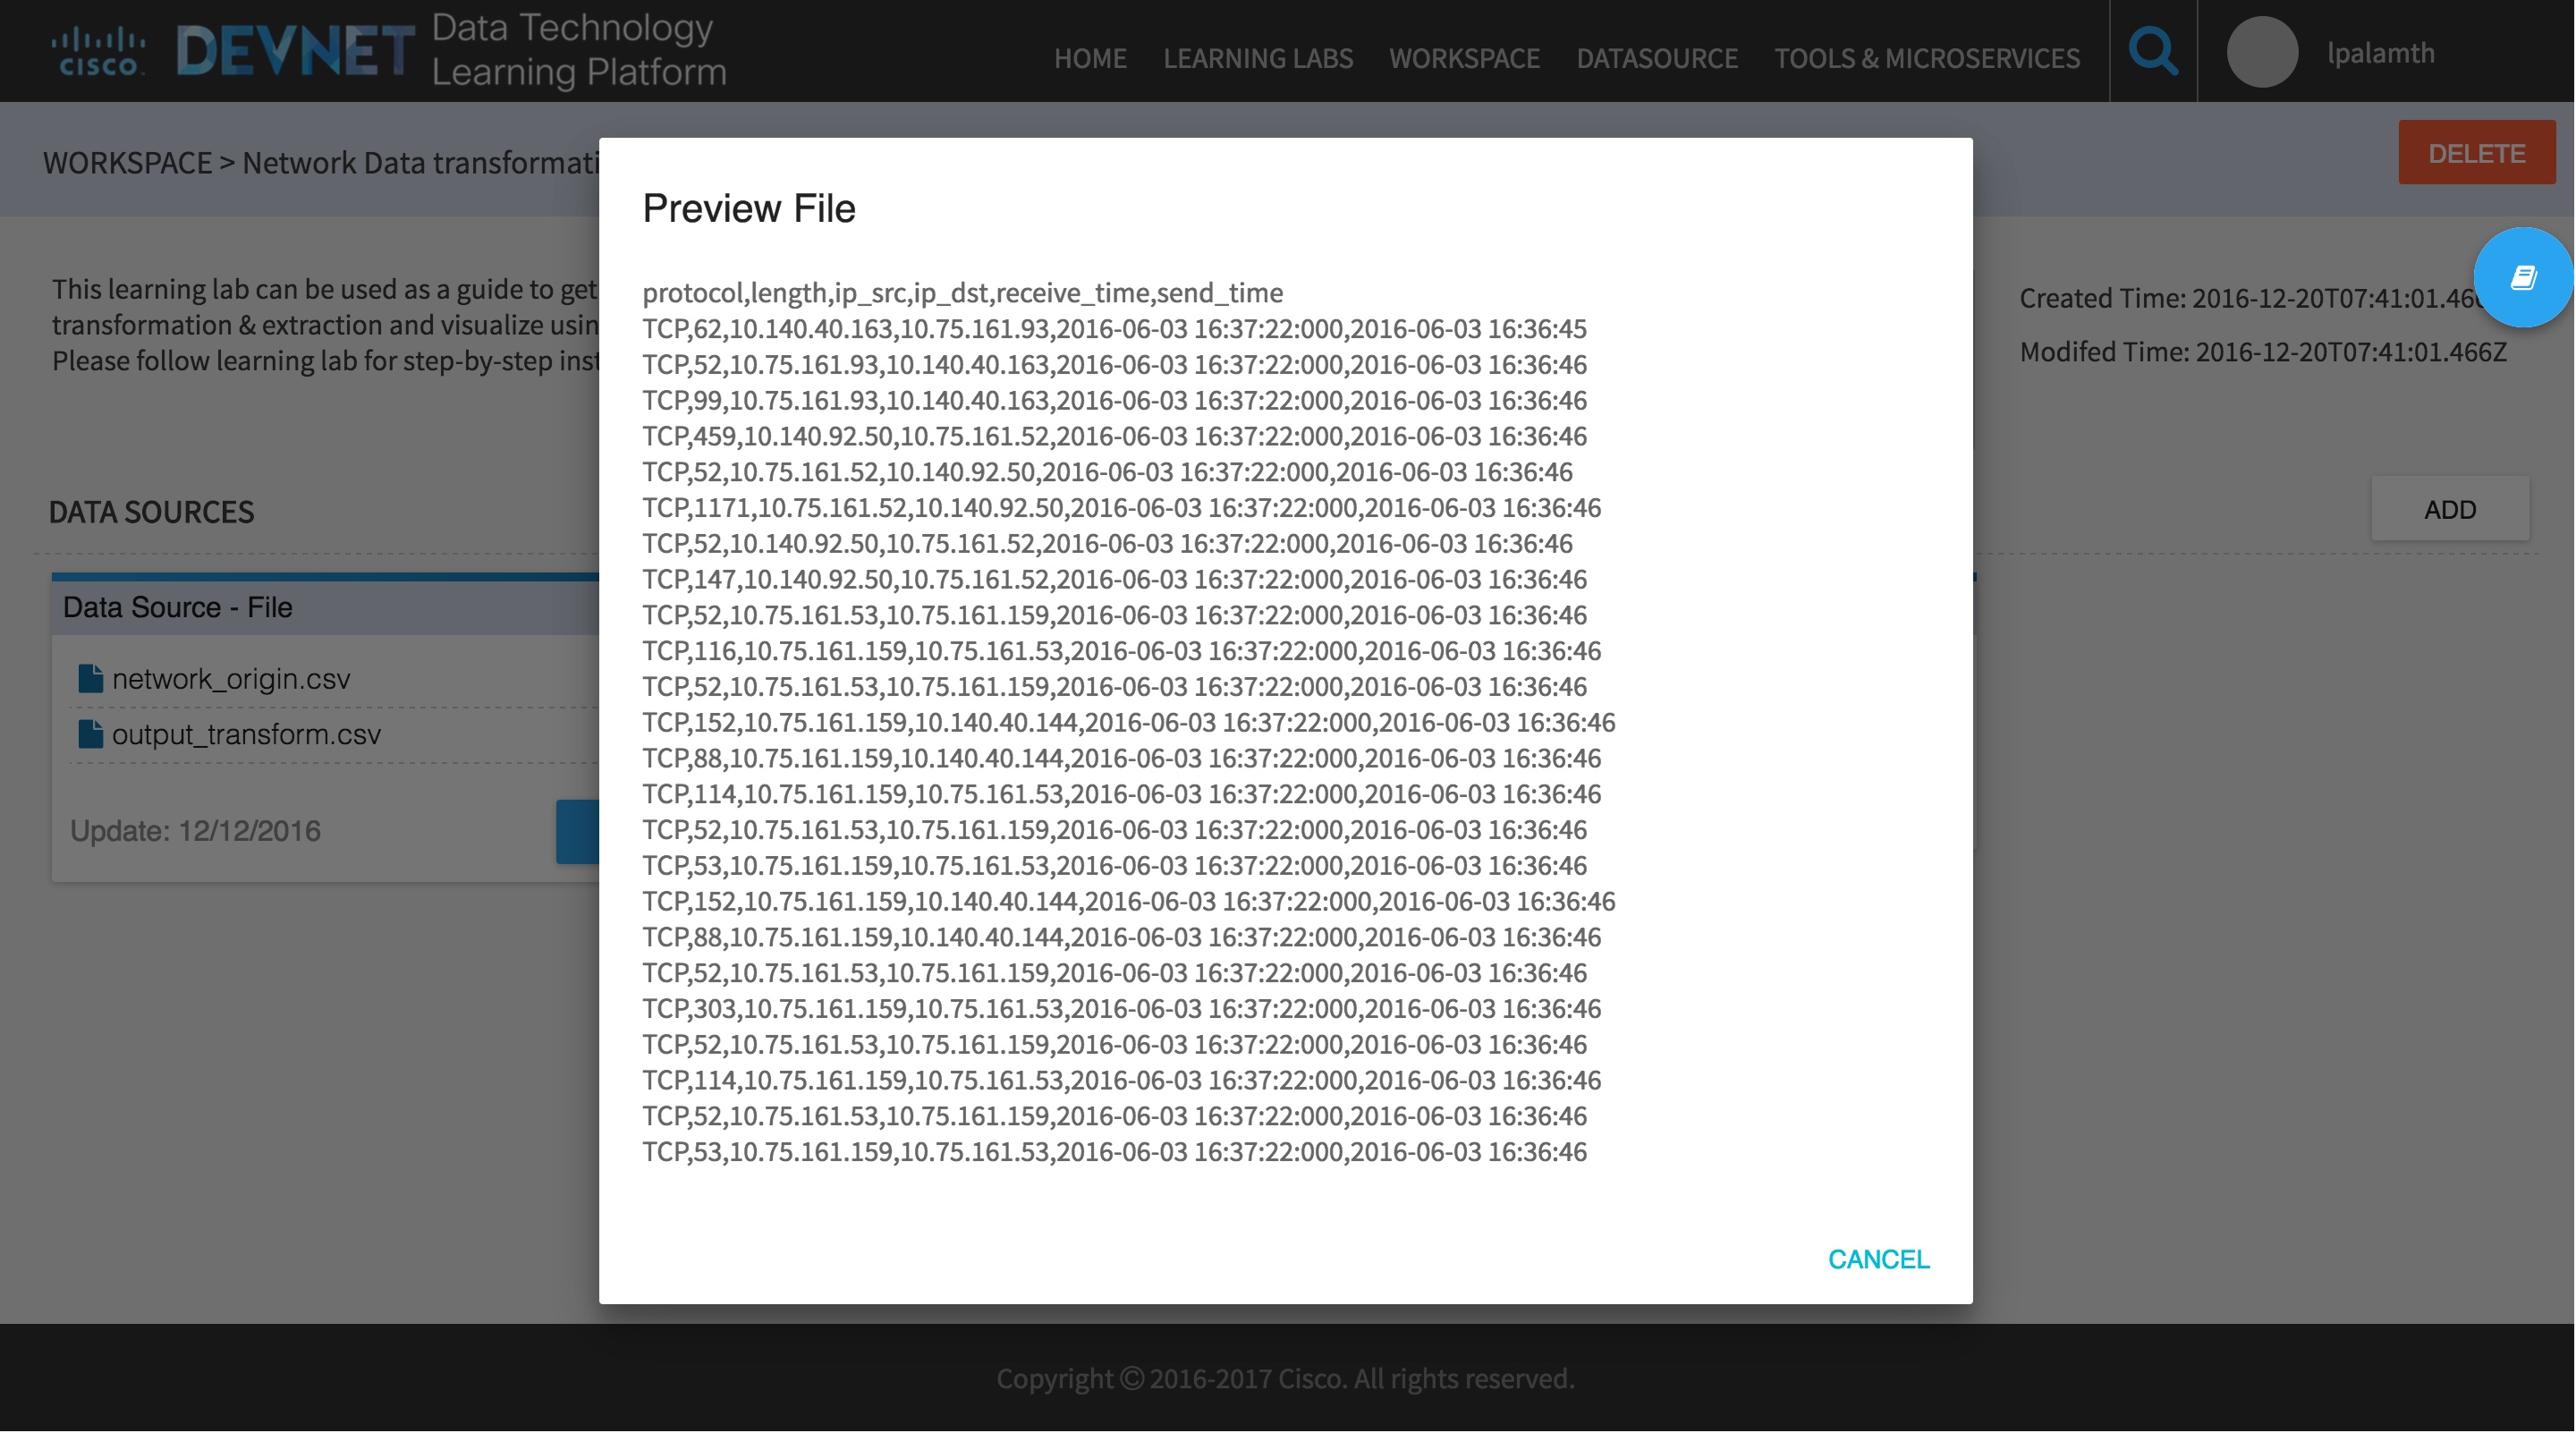 CISCO DEVNET Data Technology
Learning Platform
HOME LEARNING LABS WORKSPACE DATASOURCE TOOLS & MICROSERVICES lpalamth
WORKSPACE > Network Data transformati
DELETE
Preview File
This learning lab can be used as a guide to get
transformation & extraction and visualize usin
Please follow learning lab for step-by-step inst
Created Time: 2016-12-20T07:41:01.46
Modifed Time: 2016-12-20T07:41:01.466Z
DATA SOURCES
ADD
Data Source - File
network_origin.csv
output_transform.csv
Update: 12/12/2016
protocol,length,ip_src,ip_dst,receive_time,send_time
TCP,62,10.140.40.163,10.75.161.93,2016-06-03 16:37:22:000,2016-06-03 16:36:45
TCP,52,10.75.161.93,10.140.40.163,2016-06-03 16:37:22:000,2016-06-03 16:36:46
TCP,99,10.75.161.93,10.140.40.163,2016-06-03 16:37:22:000,2016-06-03 16:36:46
TCP,459,10.140.92.50,10.75.161.52,2016-06-03 16:37:22:000,2016-06-03 16:36:46
TCP,52,10.75.161.52,10.140.92.50,2016-06-03 16:37:22:000,2016-06-03 16:36:46
TCP,1171,10.75.161.52,10.140.92.50,2016-06-03 16:37:22:000,2016-06-03 16:36:46
TCP,52,10.140.92.50,10.75.161.52,2016-06-03 16:37:22:000,2016-06-03 16:36:46
TCP,147,10.140.92.50,10.75.161.52,2016-06-03 16:37:22:000,2016-06-03 16:36:46
TCP,52,10.75.161.53,10.75.161.159,2016-06-03 16:37:22:000,2016-06-03 16:36:46
TCP,116,10.75.161.159,10.75.161.53,2016-06-03 16:37:22:000,2016-06-03 16:36:46
TCP,52,10.75.161.53,10.75.161.159,2016-06-03 16:37:22:000,2016-06-03 16:36:46
TCP,152,10.75.161.159,10.140.40.144,2016-06-03 16:37:22:000,2016-06-03 16:36:46
TCP,88,10.75.161.159,10.140.40.144,2016-06-03 16:37:22:000,2016-06-03 16:36:46
TCP,114,10.75.161.159,10.75.161.53,2016-06-03 16:37:22:000,2016-06-03 16:36:46
TCP,52,10.75.161.53,10.75.161.159,2016-06-03 16:37:22:000,2016-06-03 16:36:46
TCP,53,10.75.161.159,10.75.161.53,2016-06-03 16:37:22:000,2016-06-03 16:36:46
TCP,152,10.75.161.159,10.140.40.144,2016-06-03 16:37:22:000,2016-06-03 16:36:46
TCP,88,10.75.161.159,10.140.40.144,2016-06-03 16:37:22:000,2016-06-03 16:36:46
TCP,52,10.75.161.53,10.75.161.159,2016-06-03 16:37:22:000,2016-06-03 16:36:46
TCP,303,10.75.161.159,10.75.161.53,2016-06-03 16:37:22:000,2016-06-03 16:36:46
TCP,52,10.75.161.53,10.75.161.159,2016-06-03 16:37:22:000,2016-06-03 16:36:46
TCP,114,10.75.161.159,10.75.161.53,2016-06-03 16:37:22:000,2016-06-03 16:36:46
TCP,52,10.75.161.53,10.75.161.159,2016-06-03 16:37:22:000,2016-06-03 16:36:46
TCP,53,10.75.161.159,10.75.161.53,2016-06-03 16:37:22:000,2016-06-03 16:36:46
CANCEL
Copyright © 2016-2017 Cisco. All rights reserved.